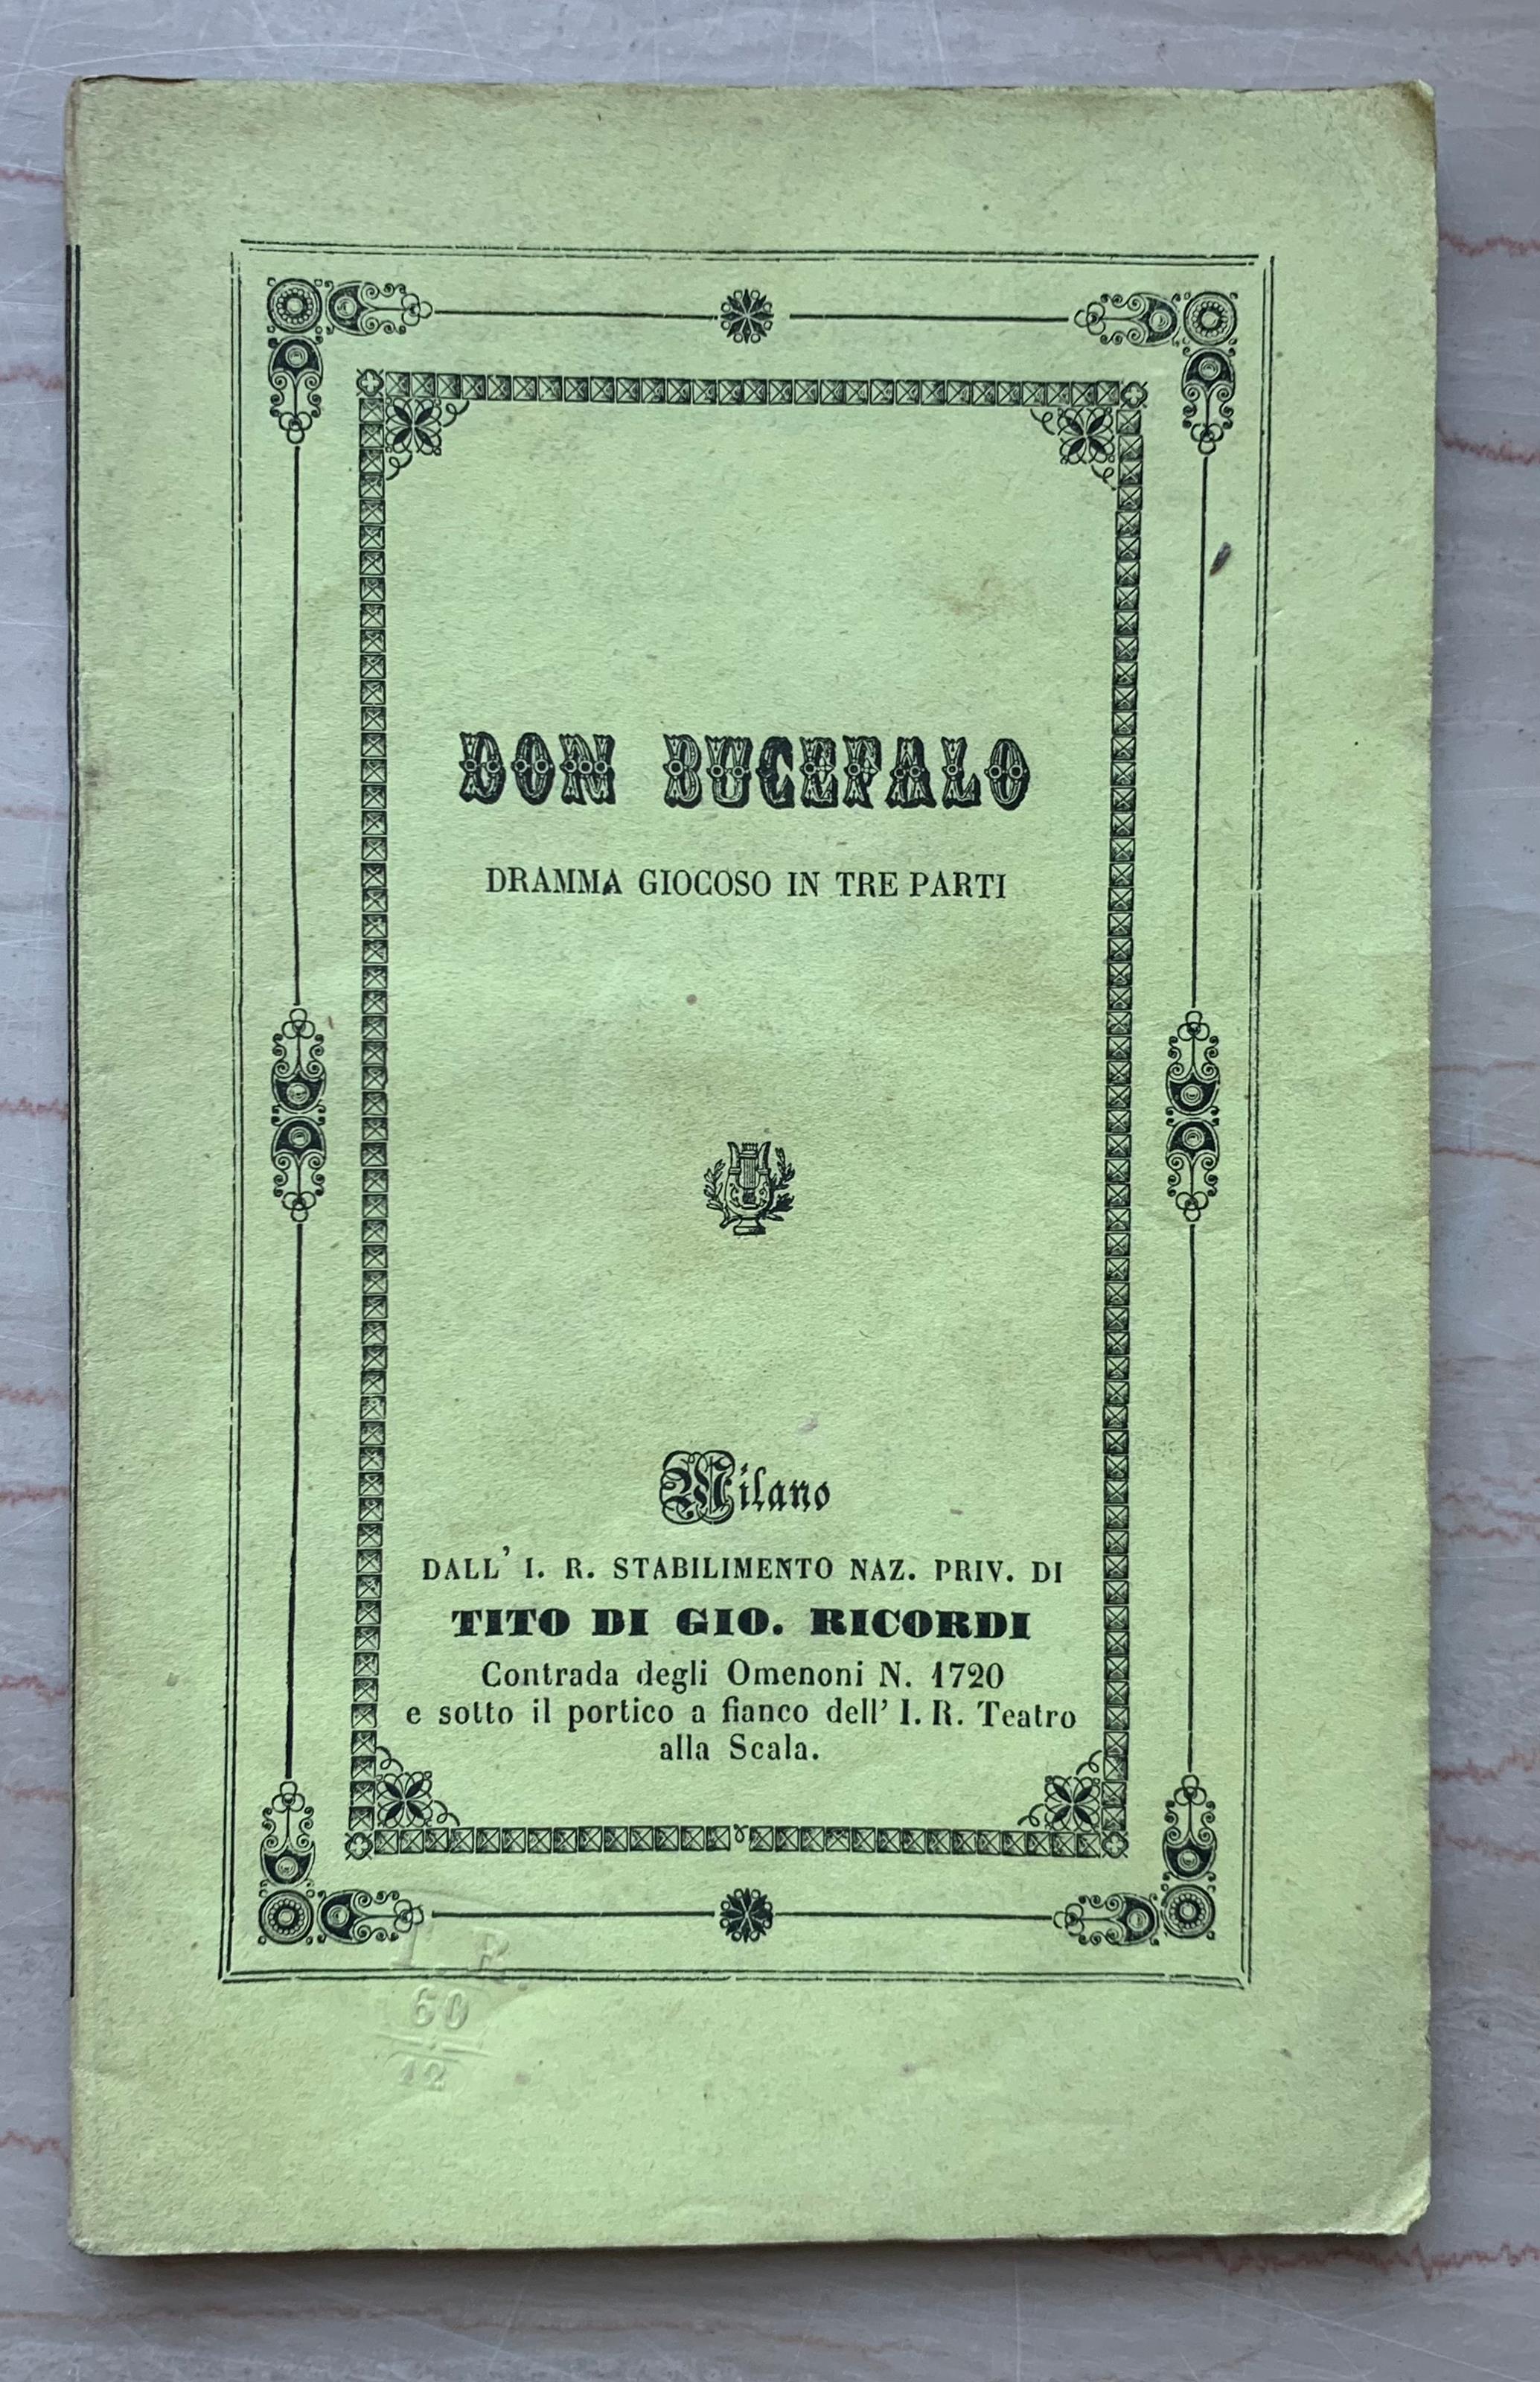 DON BUCEFALO
DRAMMA GIOCOSO IN TRE PARTI
Milano
DALL' I. R. STABILIMENTO NAZ. PRIV. DI
TITO DI GIO. RICORDI
Contrada degli Omenoni N. 1720
e sotto il portico a fianco dell' I. R. Teatro
alla Scala.
I R
60
12